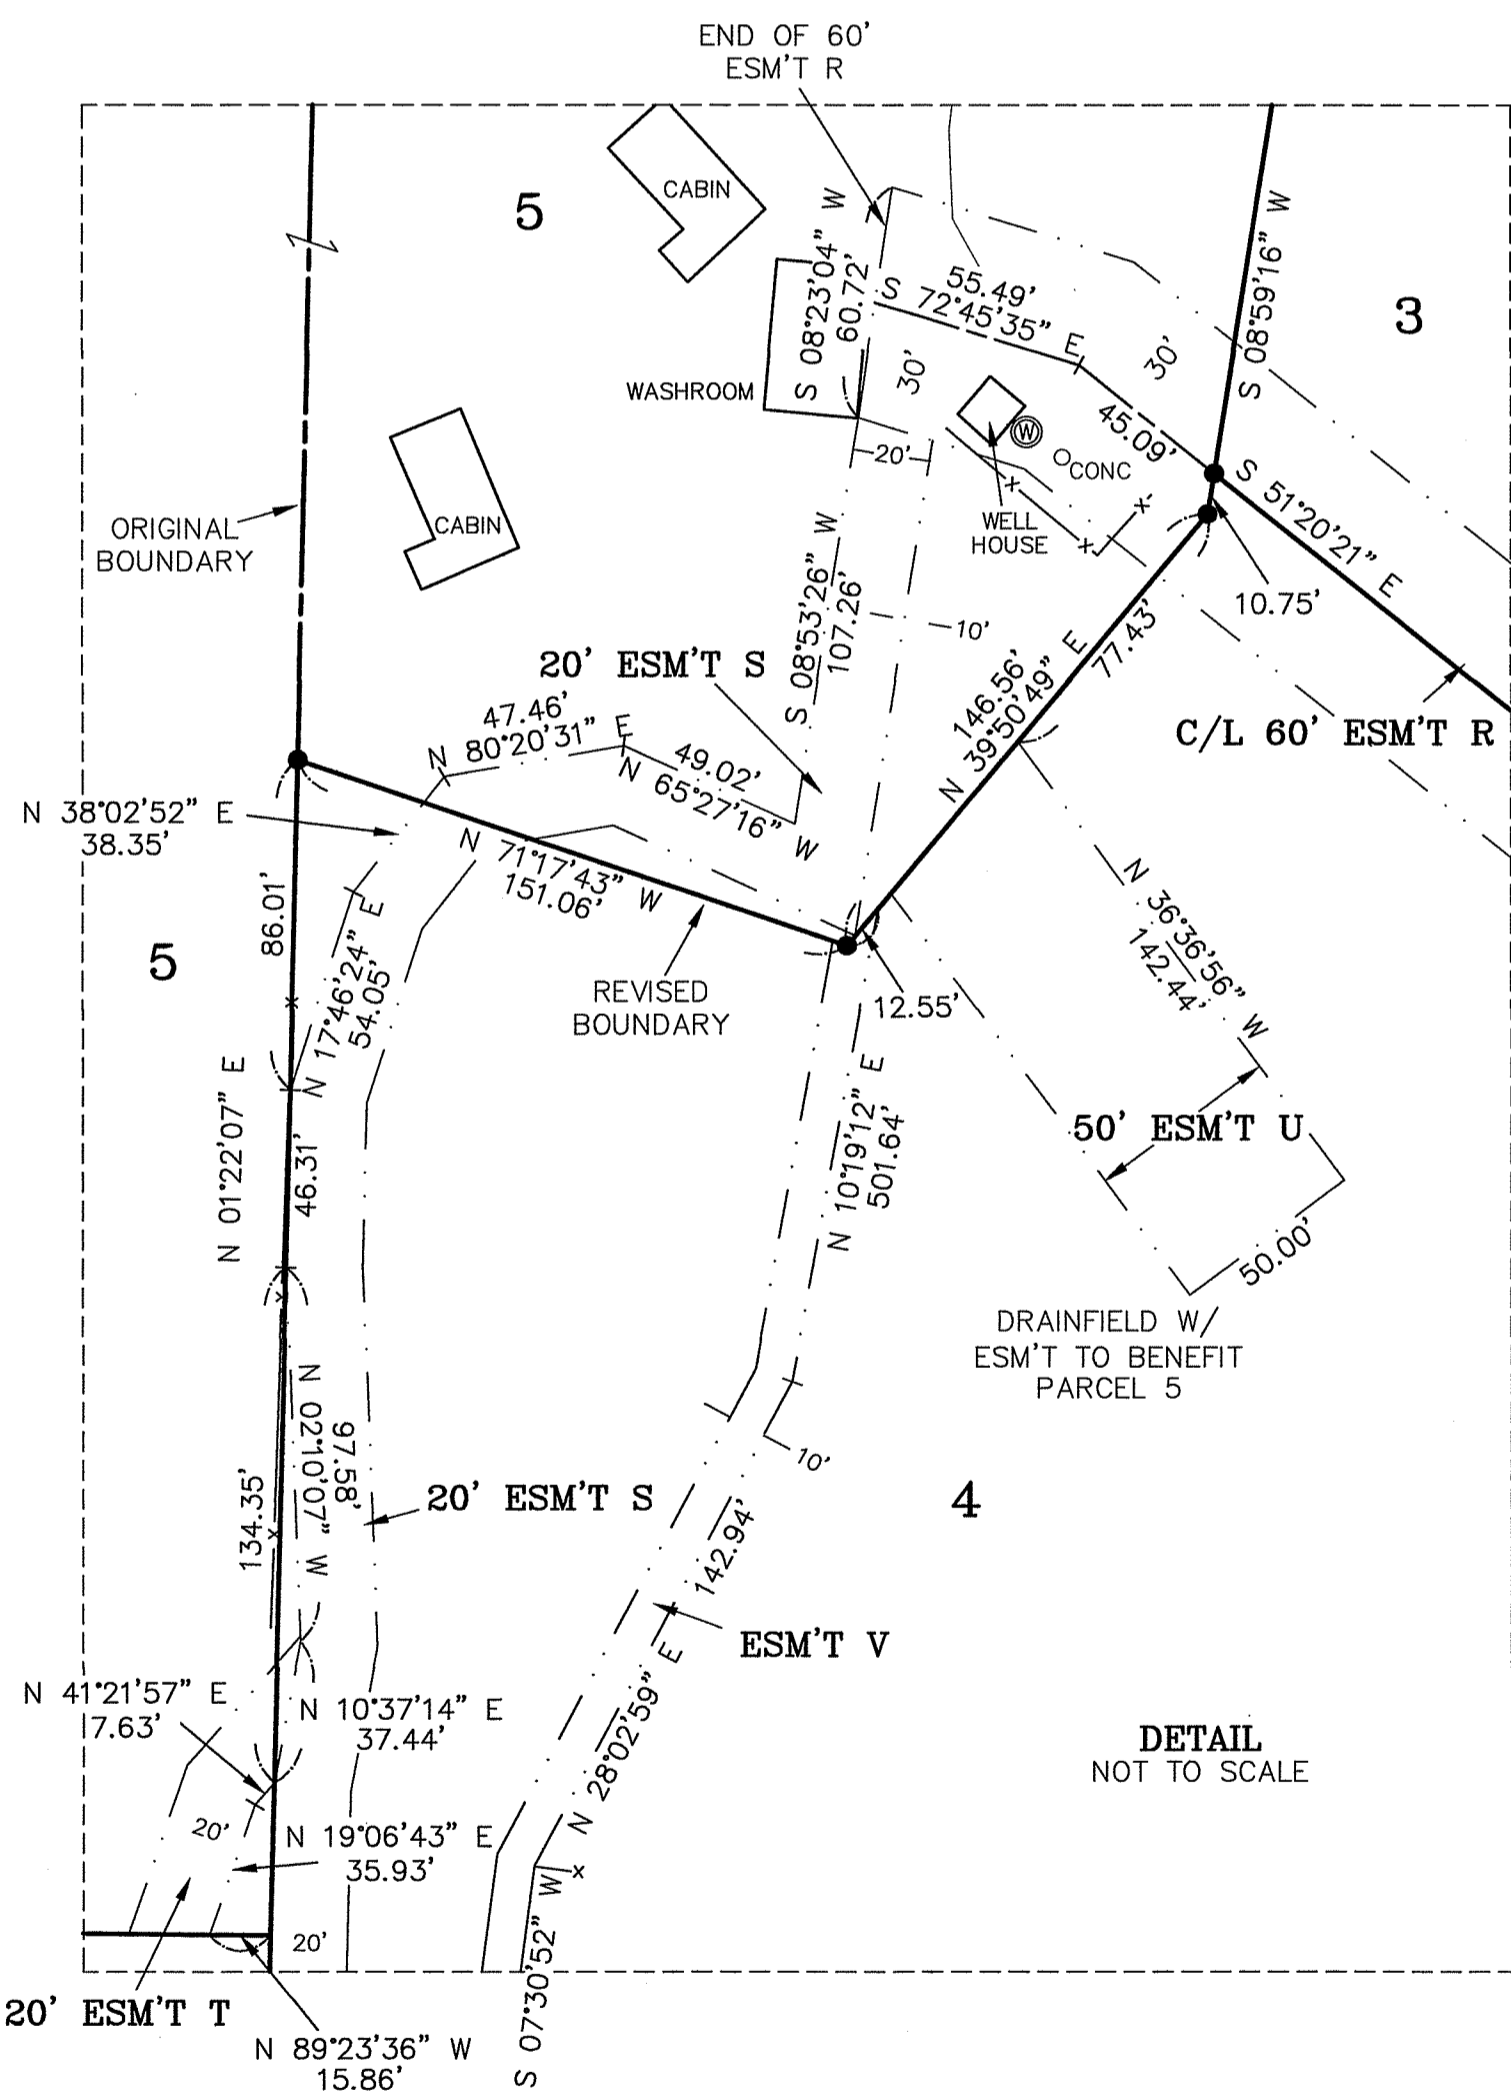 END OF 60'
ESM'T R
CABIN
5
S 08°23'04" W
60.72'
55.49'
S 72°45'35" E
S 08°59'16" W
3
30'
30'
WASHROOM
45.09'
20'
W
CONC
WELL
HOUSE
S 51°20'21" E
10.75'
ORIGINAL
BOUNDARY
CABIN
S 08°53'26" W
107.26'
10'
146.56'
N 39°50'49" E
77.43'
C/L 60' ESM'T R
20' ESM'T S
47.46'
N 80°20'31" E
49.02'
N 65°27'16" W
N 38°02'52" E
38.35'
N 71°17'43" W
151.06'
86.01'
5
N 17°46'24" E
54.05'
REVISED
BOUNDARY
12.55'
N 36°36'56" W
142.44'
50' ESM'T U
50.00'
N 01°22'07" E
46.31'
N 10°19'12" E
501.64'
DRAINFIELD W/
ESM'T TO BENEFIT
PARCEL 5
N 02°10'07" W
97.58'
134.35'
20' ESM'T S
10'
142.94'
4
ESM'T V
N 28°02'59" E
N 41°21'57" E
7.63'
N 10°37'14" E
37.44'
DETAIL
NOT TO SCALE
20'
N 19°06'43" E
35.93'
20'
S 07°30'52" W
20' ESM'T T
N 89°23'36" W
15.86'